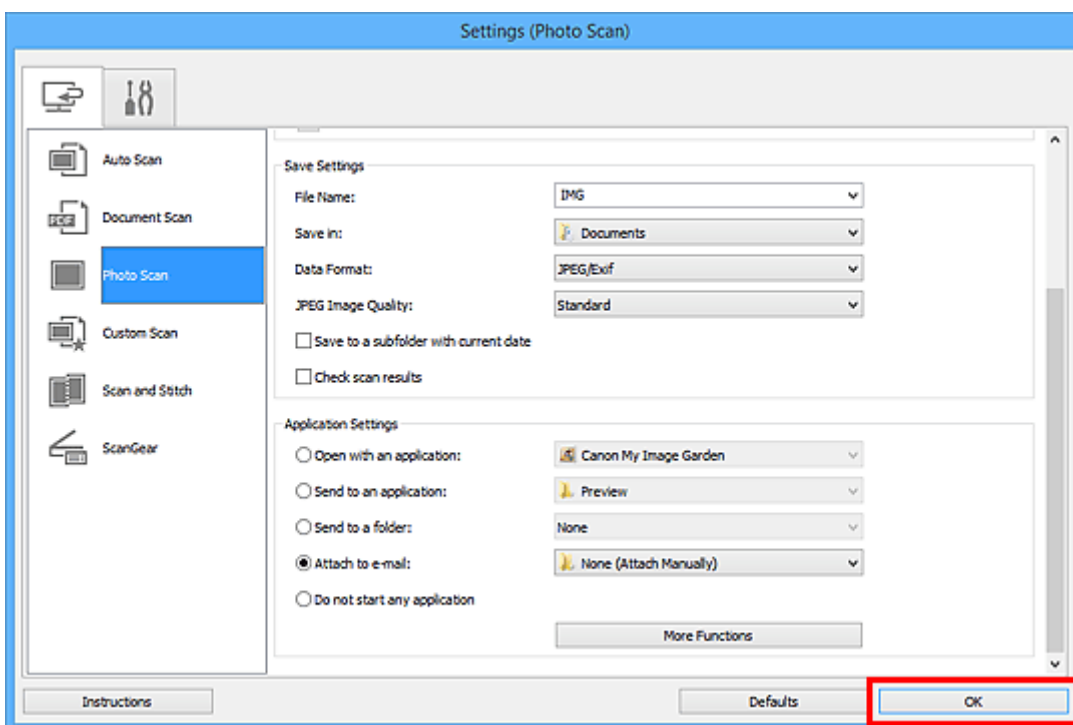 Settings (Photo Scan)
Auto Scan
PDF
Document Scan
Photo Scan
Custom Scan
Scan and Stitch
ScanGear
Save Settings
File Name: IMG
Save in: Documents
Data Format: JPEG/Exif
JPEG Image Quality: Standard
Save to a subfolder with current date
Check scan results
Application Settings
Open with an application: Canon My Image Garden
Send to an application: Preview
Send to a folder: None
Attach to e-mail: None (Attach Manually)
Do not start any application
More Functions
Instructions Defaults OK